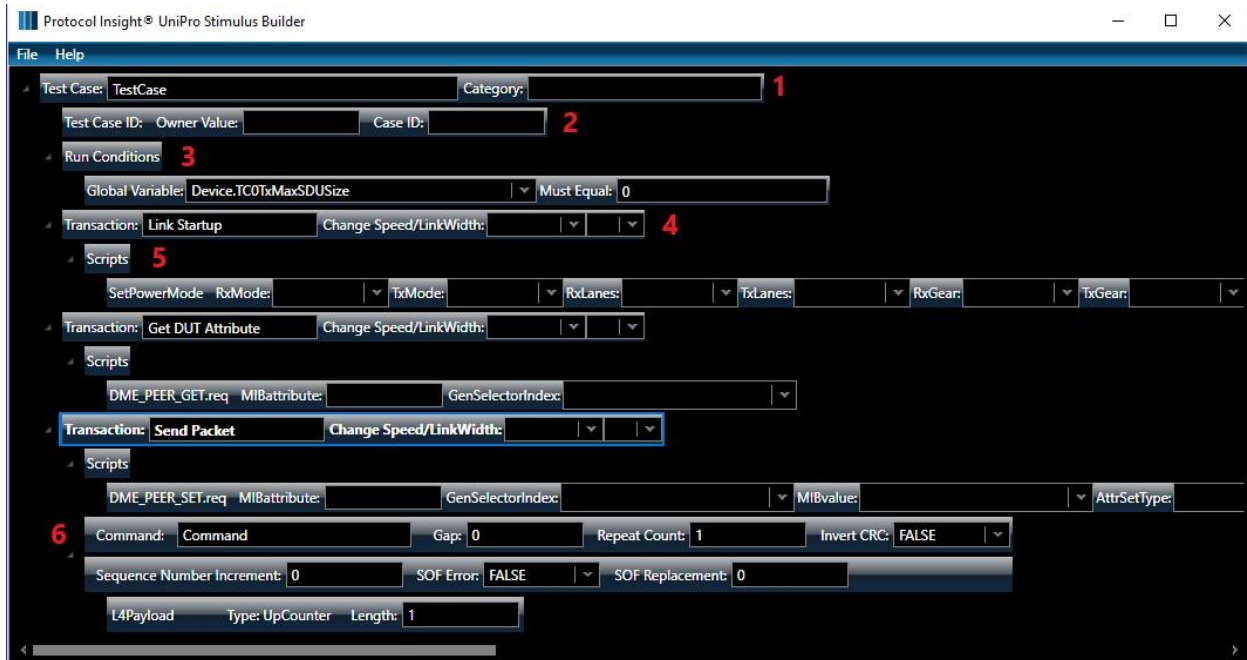 Protocol Insight® UniPro Stimulus Builder
File Help
Test Case: TestCase Category: 1
Test Case ID: Owner Value: Case ID: 2
Run Conditions 3
Global Variable: Device.TC0TxMaxSDUSize Must Equal: 0
Transaction: Link Startup Change Speed/LinkWidth: 4
Scripts 5
SetPowerMode RxMode: TxMode: RxLanes: TxLanes: RxGear: TxGear:
Transaction: Get DUT Attribute Change Speed/LinkWidth:
Scripts
DME_PEER_GET.req MIBattribute: GenSelectorIndex:
Transaction: Send Packet Change Speed/LinkWidth:
Scripts
DME_PEER_SET.req MIBattribute: GenSelectorIndex: MIBvalue: AttrSetType:
6 Command: Command Gap: 0 Repeat Count: 1 Invert CRC: FALSE
Sequence Number Increment: 0 SOF Error: FALSE SOF Replacement: 0
L4Payload Type: UpCounter Length: 1